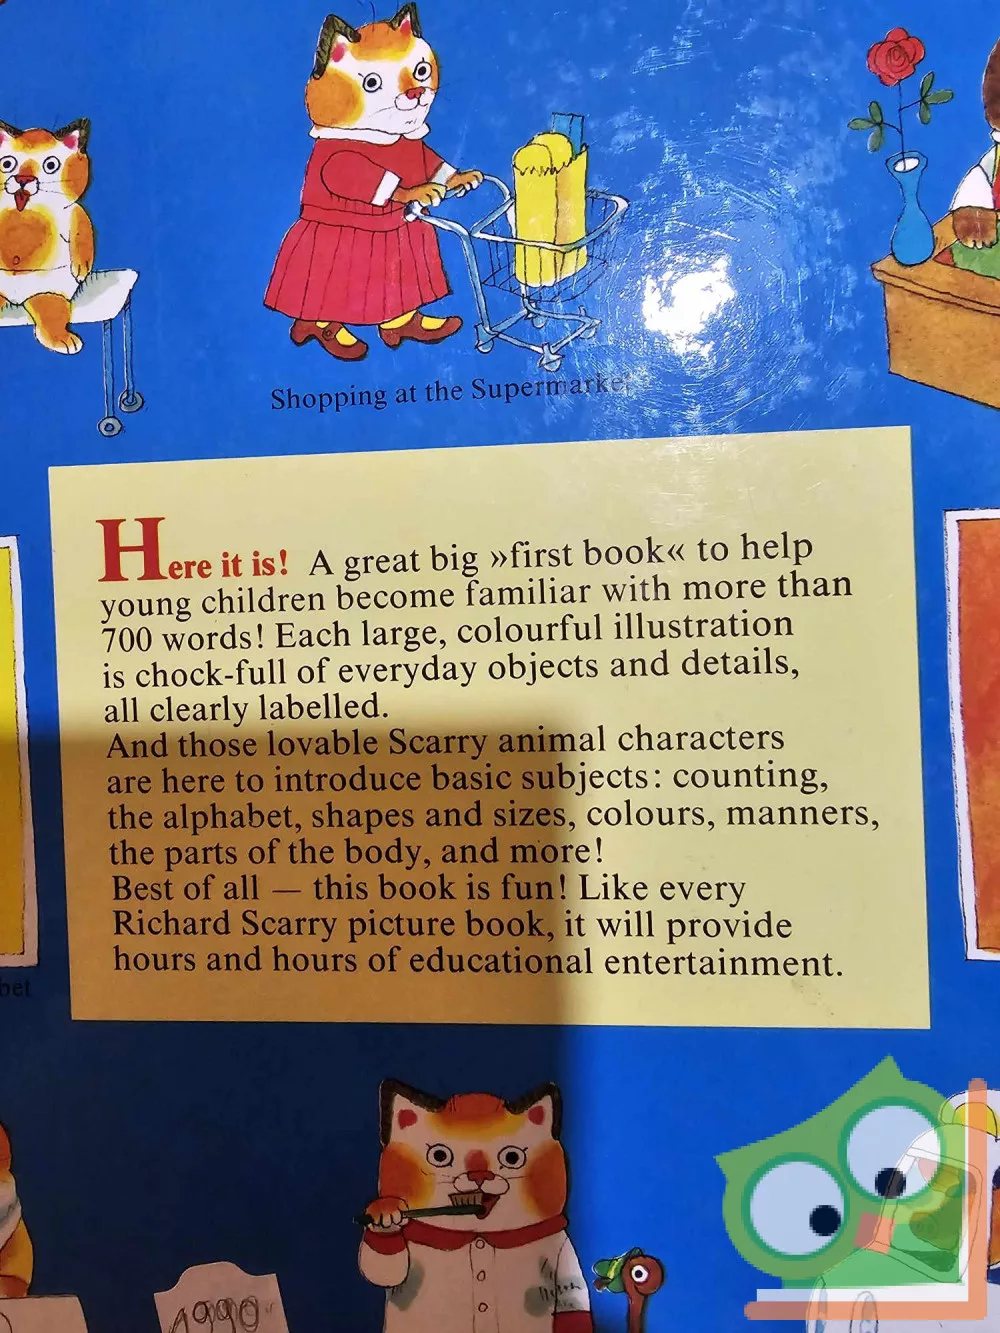 Shopping at the Supermarket
Here it is! A great big »first book« to help
young children become familiar with more than
700 words! Each large, colourful illustration
is chock-full of everyday objects and details,
all clearly labelled.
And those lovable Scarry animal characters
are here to introduce basic subjects: counting,
the alphabet, shapes and sizes, colours, manners,
the parts of the body, and more!
Best of all — this book is fun! Like every
Richard Scarry picture book, it will provide
hours and hours of educational entertainment.
bet